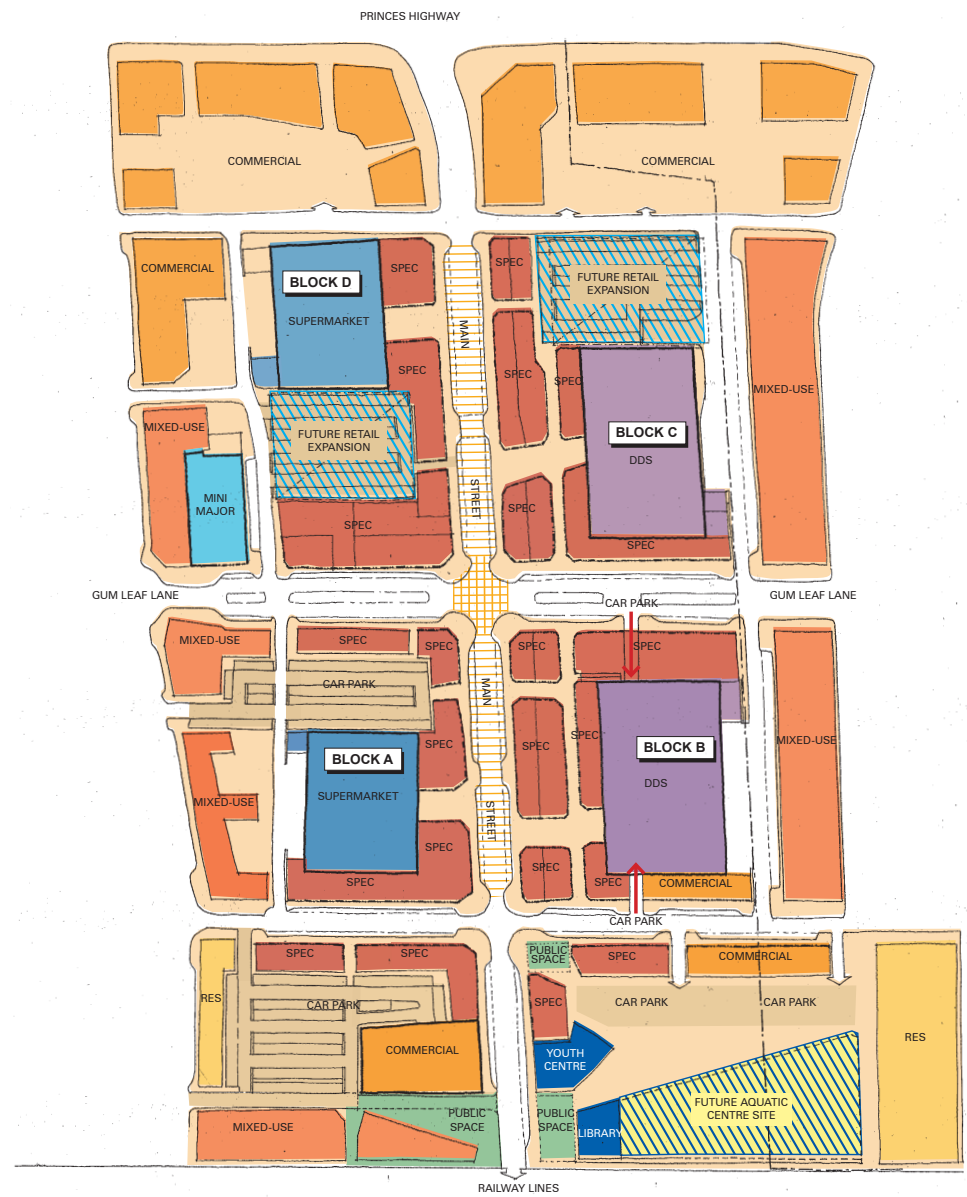 PRINCES HIGHWAY
COMMERCIAL
COMMERCIAL
COMMERCIAL
BLOCK D
SUPERMARKET
SPEC
MAIN
SPEC
FUTURE RETAIL
EXPANSION
SPEC
SPEC
SPEC
BLOCK C
DDS
MIXED-USE
MIXED-USE
FUTURE RETAIL
EXPANSION
MINI
MAJOR
SPEC
STREET
SPEC
SPEC
GUM LEAF LANE
CAR PARK
GUM LEAF LANE
MIXED-USE
SPEC
SPEC
SPEC
SPEC
CAR PARK
MAIN
SPEC
SPEC
SPEC
BLOCK B
DDS
MIXED-USE
BLOCK A
SUPERMARKET
MIXED-USE
STREET
SPEC
SPEC
SPEC
SPEC
COMMERCIAL
CAR PARK
SPEC
SPEC
PUBLIC
SPACE
SPEC
COMMERCIAL
RES
CAR PARK
SPEC
CAR PARK
CAR PARK
RES
COMMERCIAL
YOUTH
CENTRE
MIXED-USE
PUBLIC
SPACE
PUBLIC
SPACE
LIBRARY
FUTURE AQUATIC
CENTRE SITE
RAILWAY LINES